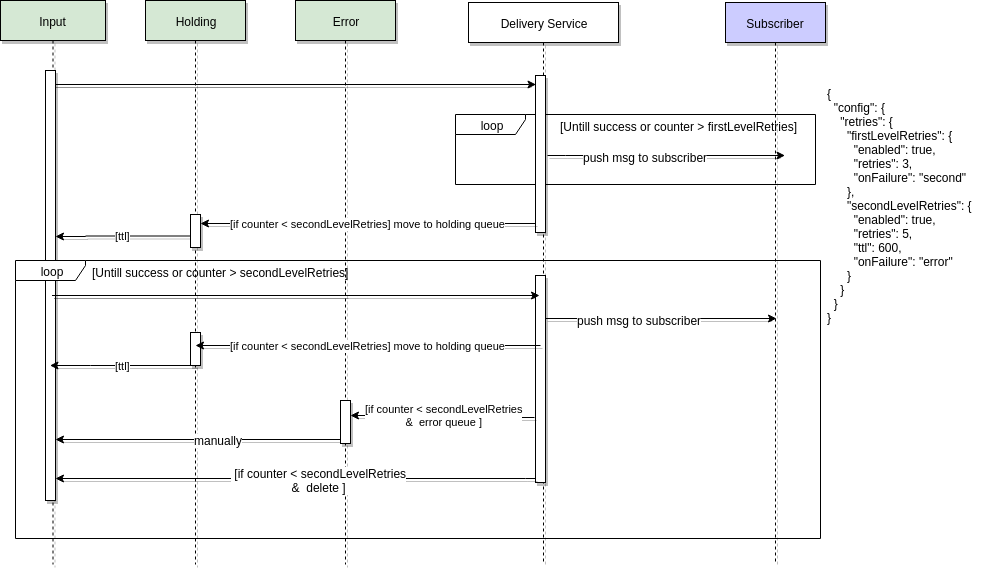 Input
Holding
Error
Delivery Service
Subscriber
loop
[Untill success or counter > firstLevelRetries]
push msg to subscriber
[if counter < secondLevelRetries] move to holding queue
[ttl]
loop
[Untill success or counter > secondLevelRetries]
push msg to subscriber
[if counter < secondLevelRetries] move to holding queue
[ttl]
[if counter < secondLevelRetries
& error queue ]
manually
[if counter < secondLevelRetries
& delete ]
{
"config": {
"retries": {
"firstLevelRetries": {
"enabled": true,
"retries": 3,
"onFailure": "second"
},
"secondLevelRetries": {
"enabled": true,
"retries": 5,
"ttl": 600,
"onFailure": "error"
}
}
}
}